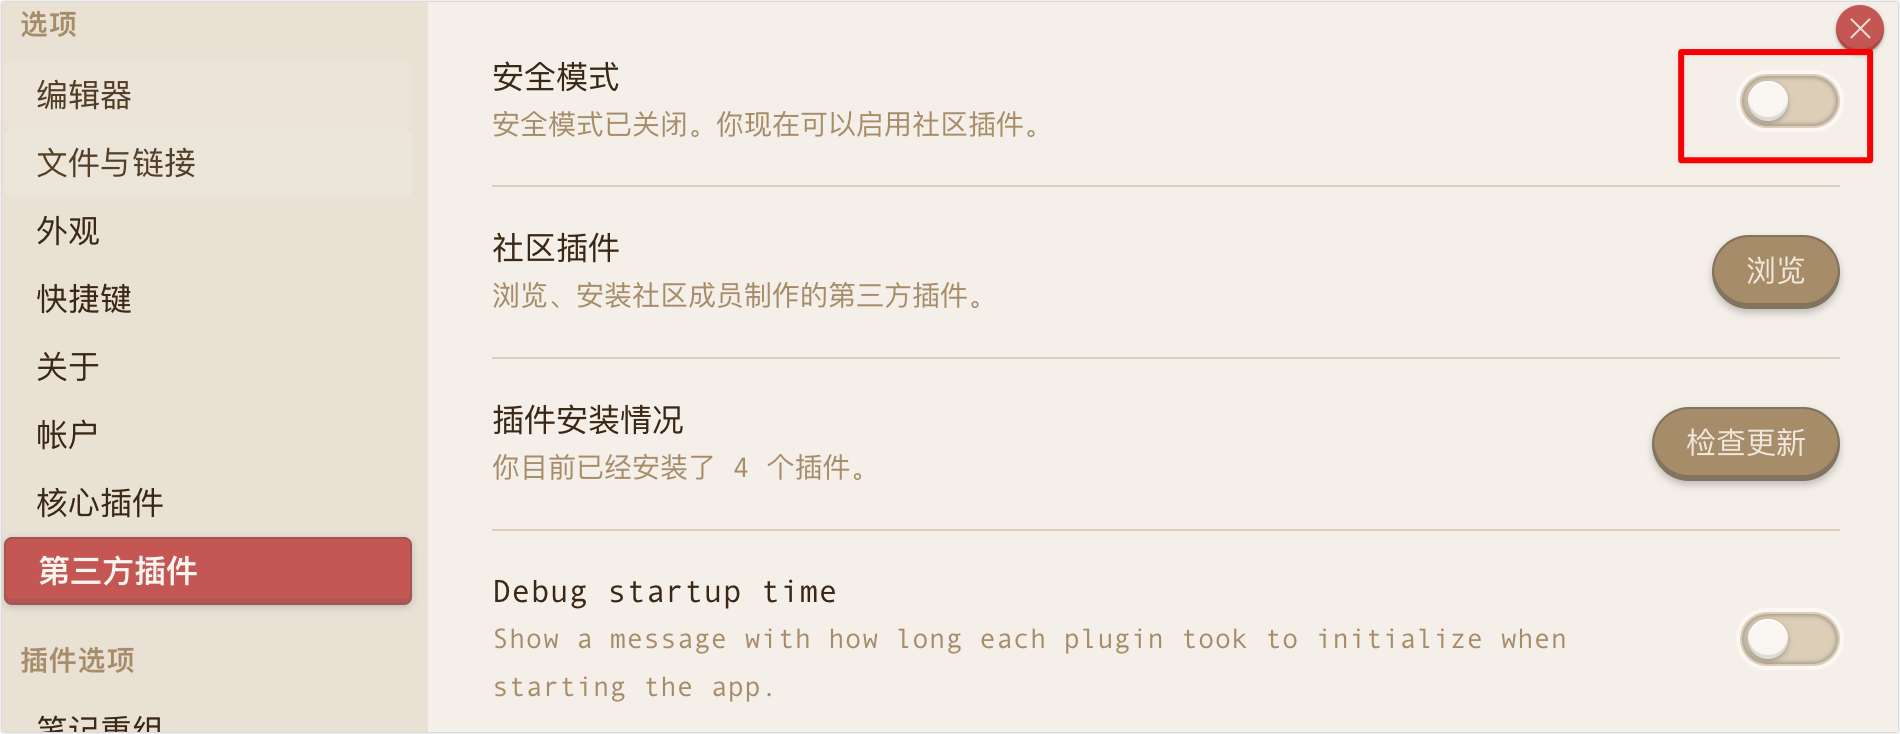 选项
编辑器
文件与链接
外观
快捷键
关于
帐户
核心插件
第三方插件
插件选项
笔记重组
安全模式
安全模式已关闭。你现在可以启用社区插件。
社区插件
浏览、安装社区成员制作的第三方插件。
浏览
插件安装情况
你目前已经安装了 4 个插件。
检查更新
Debug startup time
Show a message with how long each plugin took to initialize when
starting the app.